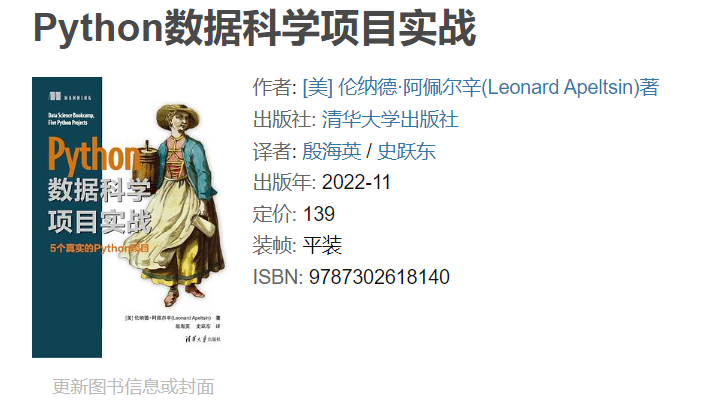 Python数据科学项目实战
MANNING
Data Science Bookcamp,
Five Python Projects
Python
数据科学
项目实战
5个真实的Python项目
[美] 伦纳德·阿佩尔辛(Leonard Apeltsin) 著
殷海英 史跃东 译
清华大学出版社
作者: [美] 伦纳德·阿佩尔辛(Leonard Apeltsin)著
出版社: 清华大学出版社
译者: 殷海英 / 史跃东
出版年: 2022-11
定价: 139
装帧: 平装
ISBN: 9787302618140
更新图书信息或封面